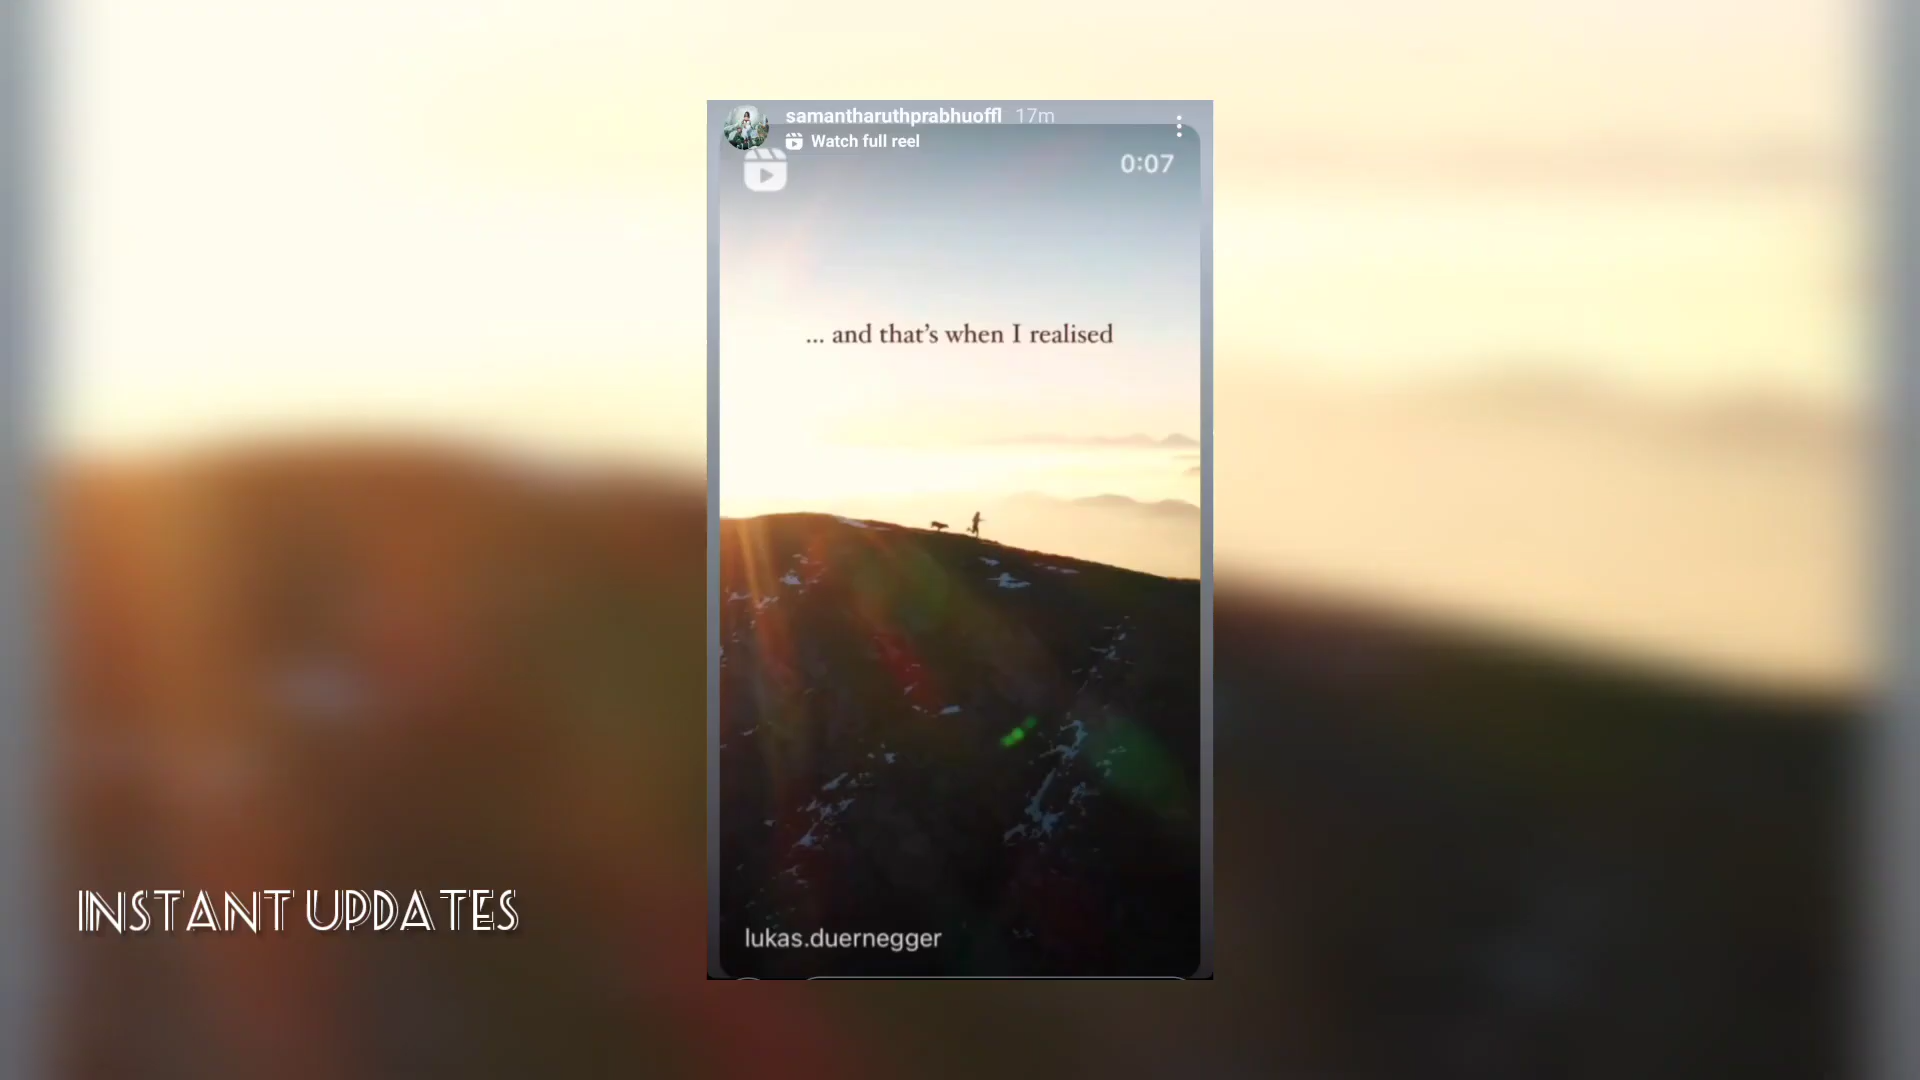 samantharuthprabhuoffl 17m
Watch full reel
0:07
... and that's when I realised
lukas.duernegger
INSTANT UPDATES